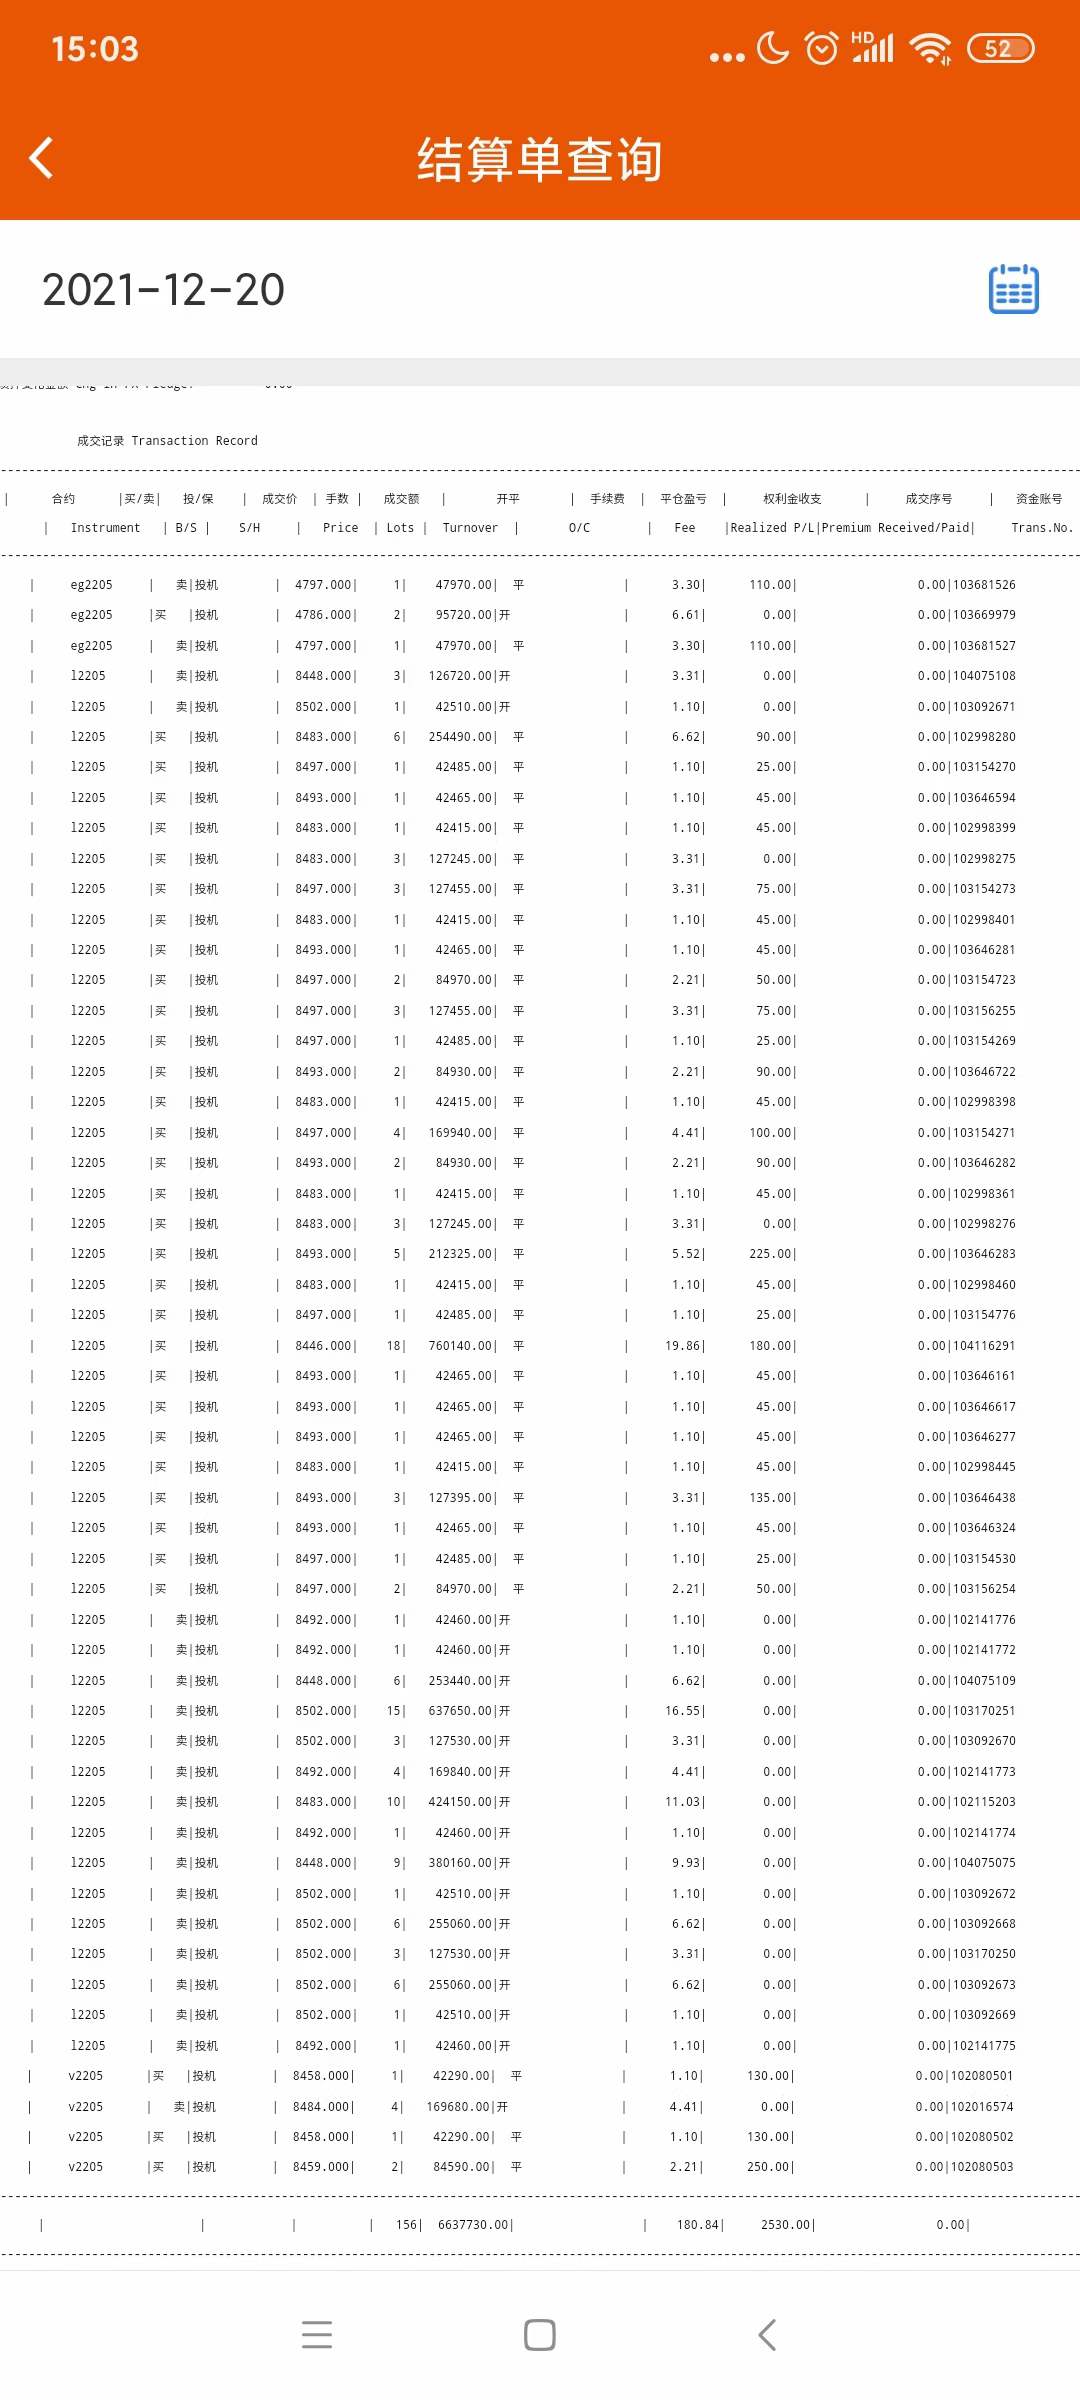 15:03 HD 52
结算单查询
2021-12-20
成交记录 Transaction Record
| 合约 |买/卖| 投/保 | 成交价 | 手数 | 成交额 | 开平 | 手续费 | 平仓盈亏 | 权利金收支 | 成交序号 | 资金账号
| Instrument | B/S | S/H | Price | Lots | Turnover | O/C | Fee |Realized P/L|Premium Received/Paid| Trans.No.
| eg2205 | 卖|投机 | 4797.000| 1| 47970.00| 平 | 3.30| 110.00| 0.00|103681526
| eg2205 |买 |投机 | 4786.000| 2| 95720.00|开 | 6.61| 0.00| 0.00|103669979
| eg2205 | 卖|投机 | 4797.000| 1| 47970.00| 平 | 3.30| 110.00| 0.00|103681527
| l2205 | 卖|投机 | 8448.000| 3| 126720.00|开 | 3.31| 0.00| 0.00|104075108
| l2205 | 卖|投机 | 8502.000| 1| 42510.00|开 | 1.10| 0.00| 0.00|103092671
| l2205 |买 |投机 | 8483.000| 6| 254490.00| 平 | 6.62| 90.00| 0.00|102998280
| l2205 |买 |投机 | 8497.000| 1| 42485.00| 平 | 1.10| 25.00| 0.00|103154270
| l2205 |买 |投机 | 8493.000| 1| 42465.00| 平 | 1.10| 45.00| 0.00|103646594
| l2205 |买 |投机 | 8483.000| 1| 42415.00| 平 | 1.10| 45.00| 0.00|102998399
| l2205 |买 |投机 | 8483.000| 3| 127245.00| 平 | 3.31| 0.00| 0.00|102998275
| l2205 |买 |投机 | 8497.000| 3| 127455.00| 平 | 3.31| 75.00| 0.00|103154273
| l2205 |买 |投机 | 8483.000| 1| 42415.00| 平 | 1.10| 45.00| 0.00|102998401
| l2205 |买 |投机 | 8493.000| 1| 42465.00| 平 | 1.10| 45.00| 0.00|103646281
| l2205 |买 |投机 | 8497.000| 2| 84970.00| 平 | 2.21| 50.00| 0.00|103154723
| l2205 |买 |投机 | 8497.000| 3| 127455.00| 平 | 3.31| 75.00| 0.00|103156255
| l2205 |买 |投机 | 8497.000| 1| 42485.00| 平 | 1.10| 25.00| 0.00|103154269
| l2205 |买 |投机 | 8493.000| 2| 84930.00| 平 | 2.21| 90.00| 0.00|103646722
| l2205 |买 |投机 | 8483.000| 1| 42415.00| 平 | 1.10| 45.00| 0.00|102998398
| l2205 |买 |投机 | 8497.000| 4| 169940.00| 平 | 4.41| 100.00| 0.00|103154271
| l2205 |买 |投机 | 8493.000| 2| 84930.00| 平 | 2.21| 90.00| 0.00|103646282
| l2205 |买 |投机 | 8483.000| 1| 42415.00| 平 | 1.10| 45.00| 0.00|102998361
| l2205 |买 |投机 | 8483.000| 3| 127245.00| 平 | 3.31| 0.00| 0.00|102998276
| l2205 |买 |投机 | 8493.000| 5| 212325.00| 平 | 5.52| 225.00| 0.00|103646283
| l2205 |买 |投机 | 8483.000| 1| 42415.00| 平 | 1.10| 45.00| 0.00|102998460
| l2205 |买 |投机 | 8497.000| 1| 42485.00| 平 | 1.10| 25.00| 0.00|103154776
| l2205 |买 |投机 | 8446.000| 18| 760140.00| 平 | 19.86| 180.00| 0.00|104116291
| l2205 |买 |投机 | 8493.000| 1| 42465.00| 平 | 1.10| 45.00| 0.00|103646161
| l2205 |买 |投机 | 8493.000| 1| 42465.00| 平 | 1.10| 45.00| 0.00|103646617
| l2205 |买 |投机 | 8493.000| 1| 42465.00| 平 | 1.10| 45.00| 0.00|103646277
| l2205 |买 |投机 | 8483.000| 1| 42415.00| 平 | 1.10| 45.00| 0.00|102998445
| l2205 |买 |投机 | 8493.000| 3| 127395.00| 平 | 3.31| 135.00| 0.00|103646438
| l2205 |买 |投机 | 8493.000| 1| 42465.00| 平 | 1.10| 45.00| 0.00|103646324
| l2205 |买 |投机 | 8497.000| 1| 42485.00| 平 | 1.10| 25.00| 0.00|103154530
| l2205 |买 |投机 | 8497.000| 2| 84970.00| 平 | 2.21| 50.00| 0.00|103156254
| l2205 | 卖|投机 | 8492.000| 1| 42460.00|开 | 1.10| 0.00| 0.00|102141776
| l2205 | 卖|投机 | 8492.000| 1| 42460.00|开 | 1.10| 0.00| 0.00|102141772
| l2205 | 卖|投机 | 8448.000| 6| 253440.00|开 | 6.62| 0.00| 0.00|104075109
| l2205 | 卖|投机 | 8502.000| 15| 637650.00|开 | 16.55| 0.00| 0.00|103170251
| l2205 | 卖|投机 | 8502.000| 3| 127530.00|开 | 3.31| 0.00| 0.00|103092670
| l2205 | 卖|投机 | 8492.000| 4| 169840.00|开 | 4.41| 0.00| 0.00|102141773
| l2205 | 卖|投机 | 8483.000| 10| 424150.00|开 | 11.03| 0.00| 0.00|102115203
| l2205 | 卖|投机 | 8492.000| 1| 42460.00|开 | 1.10| 0.00| 0.00|102141774
| l2205 | 卖|投机 | 8448.000| 9| 380160.00|开 | 9.93| 0.00| 0.00|104075075
| l2205 | 卖|投机 | 8502.000| 1| 42510.00|开 | 1.10| 0.00| 0.00|103092672
| l2205 | 卖|投机 | 8502.000| 6| 255060.00|开 | 6.62| 0.00| 0.00|103092668
| l2205 | 卖|投机 | 8502.000| 3| 127530.00|开 | 3.31| 0.00| 0.00|103170250
| l2205 | 卖|投机 | 8502.000| 6| 255060.00|开 | 6.62| 0.00| 0.00|103092673
| l2205 | 卖|投机 | 8502.000| 1| 42510.00|开 | 1.10| 0.00| 0.00|103092669
| l2205 | 卖|投机 | 8492.000| 1| 42460.00|开 | 1.10| 0.00| 0.00|102141775
| v2205 |买 |投机 | 8458.000| 1| 42290.00| 平 | 1.10| 130.00| 0.00|102080501
| v2205 | 卖|投机 | 8484.000| 4| 169680.00|开 | 4.41| 0.00| 0.00|102016574
| v2205 |买 |投机 | 8458.000| 1| 42290.00| 平 | 1.10| 130.00| 0.00|102080502
| v2205 |买 |投机 | 8459.000| 2| 84590.00| 平 | 2.21| 250.00| 0.00|102080503
| | | | 156| 6637730.00| | 180.84| 2530.00| 0.00|